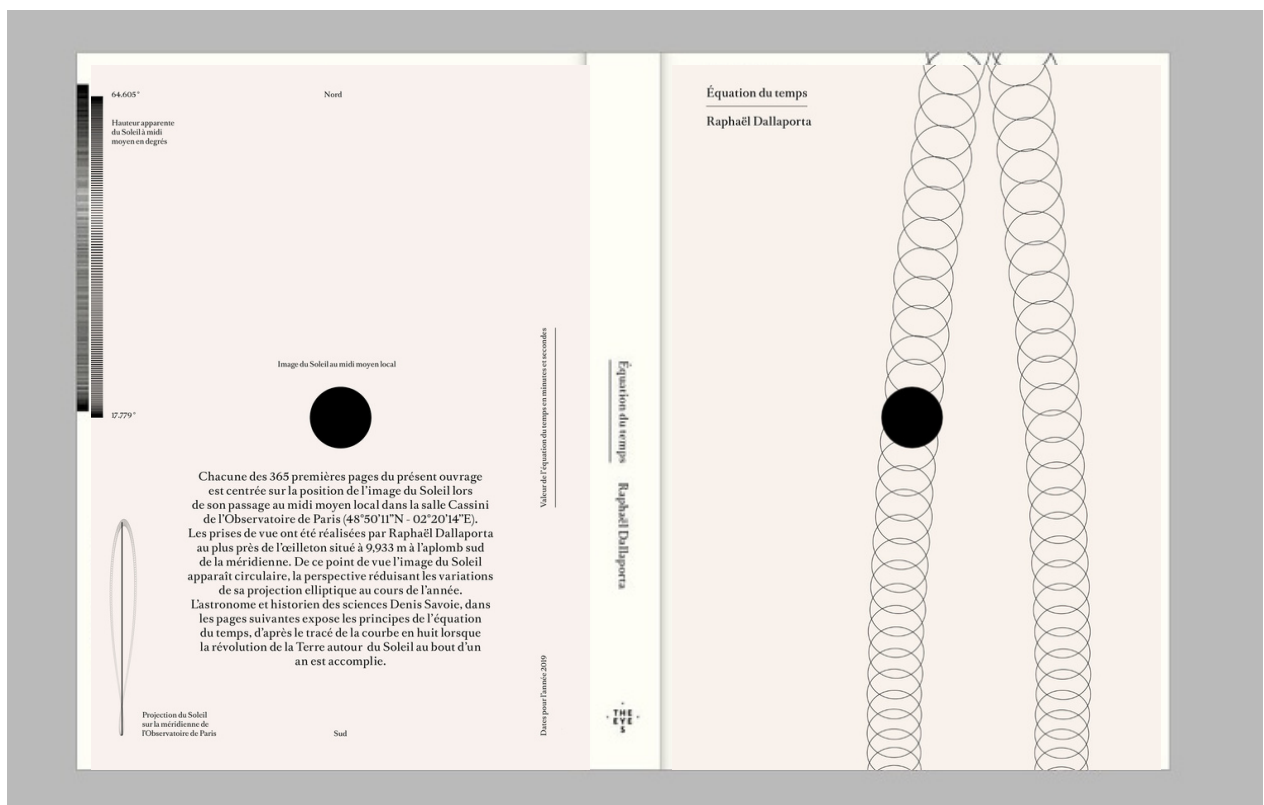 64.605°
Nord
Hauteur apparente
du Soleil à midi
moyen en degrés
Image du Soleil au midi moyen local
17.779°
Chacune des 365 premières pages du présent ouvrage
est centrée sur la position de l’image du Soleil lors
de son passage au midi moyen local dans la salle Cassini
de l’Observatoire de Paris (48°50’11”N - 02°20’14”E).
Les prises de vue ont été réalisées par Raphaël Dallaporta
au plus près de l’œilleton situé à 9,933 m à l’aplomb sud
de la méridienne. De ce point de vue l’image du Soleil
apparaît circulaire, la perspective réduisant les variations
de sa projection elliptique au cours de l’année.
L’astronome et historien des sciences Denis Savoie, dans
les pages suivantes expose les principes de l’équation
du temps, d’après le tracé de la courbe en huit lorsque
la révolution de la Terre autour du Soleil au bout d’un
an est accomplie.
Projection du Soleil
sur la méridienne de
l’Observatoire de Paris
Sud
Valeur de l’équation du temps en minutes et secondes
Dates pour l’année 2019
Équation du temps
Raphaël Dallaporta
THE
EYE
S
Équation du temps
Raphaël Dallaporta